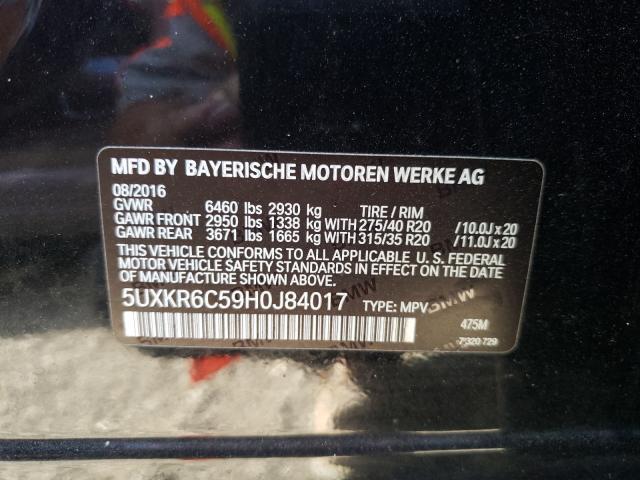 MFD BY BAYERISCHE MOTOREN WERKE AG
08/2016
GVWR 6460 lbs 2930 kg TIRE / RIM
GAWR FRONT 2950 lbs 1338 kg WITH 275/40 R20 /10.0J x 20
GAWR REAR 3671 lbs 1665 kg WITH 315/35 R20 /11.0J x 20
THIS VEHICLE CONFORMS TO ALL APPLICABLE U. S. FEDERAL
MOTOR VEHICLE SAFETY STANDARDS IN EFFECT ON THE DATE
OF MANUFACTURE SHOWN ABOVE.
5UXKR6C59H0J84017 TYPE: MPV
475M
7320 729
BMW
BMW
BMW